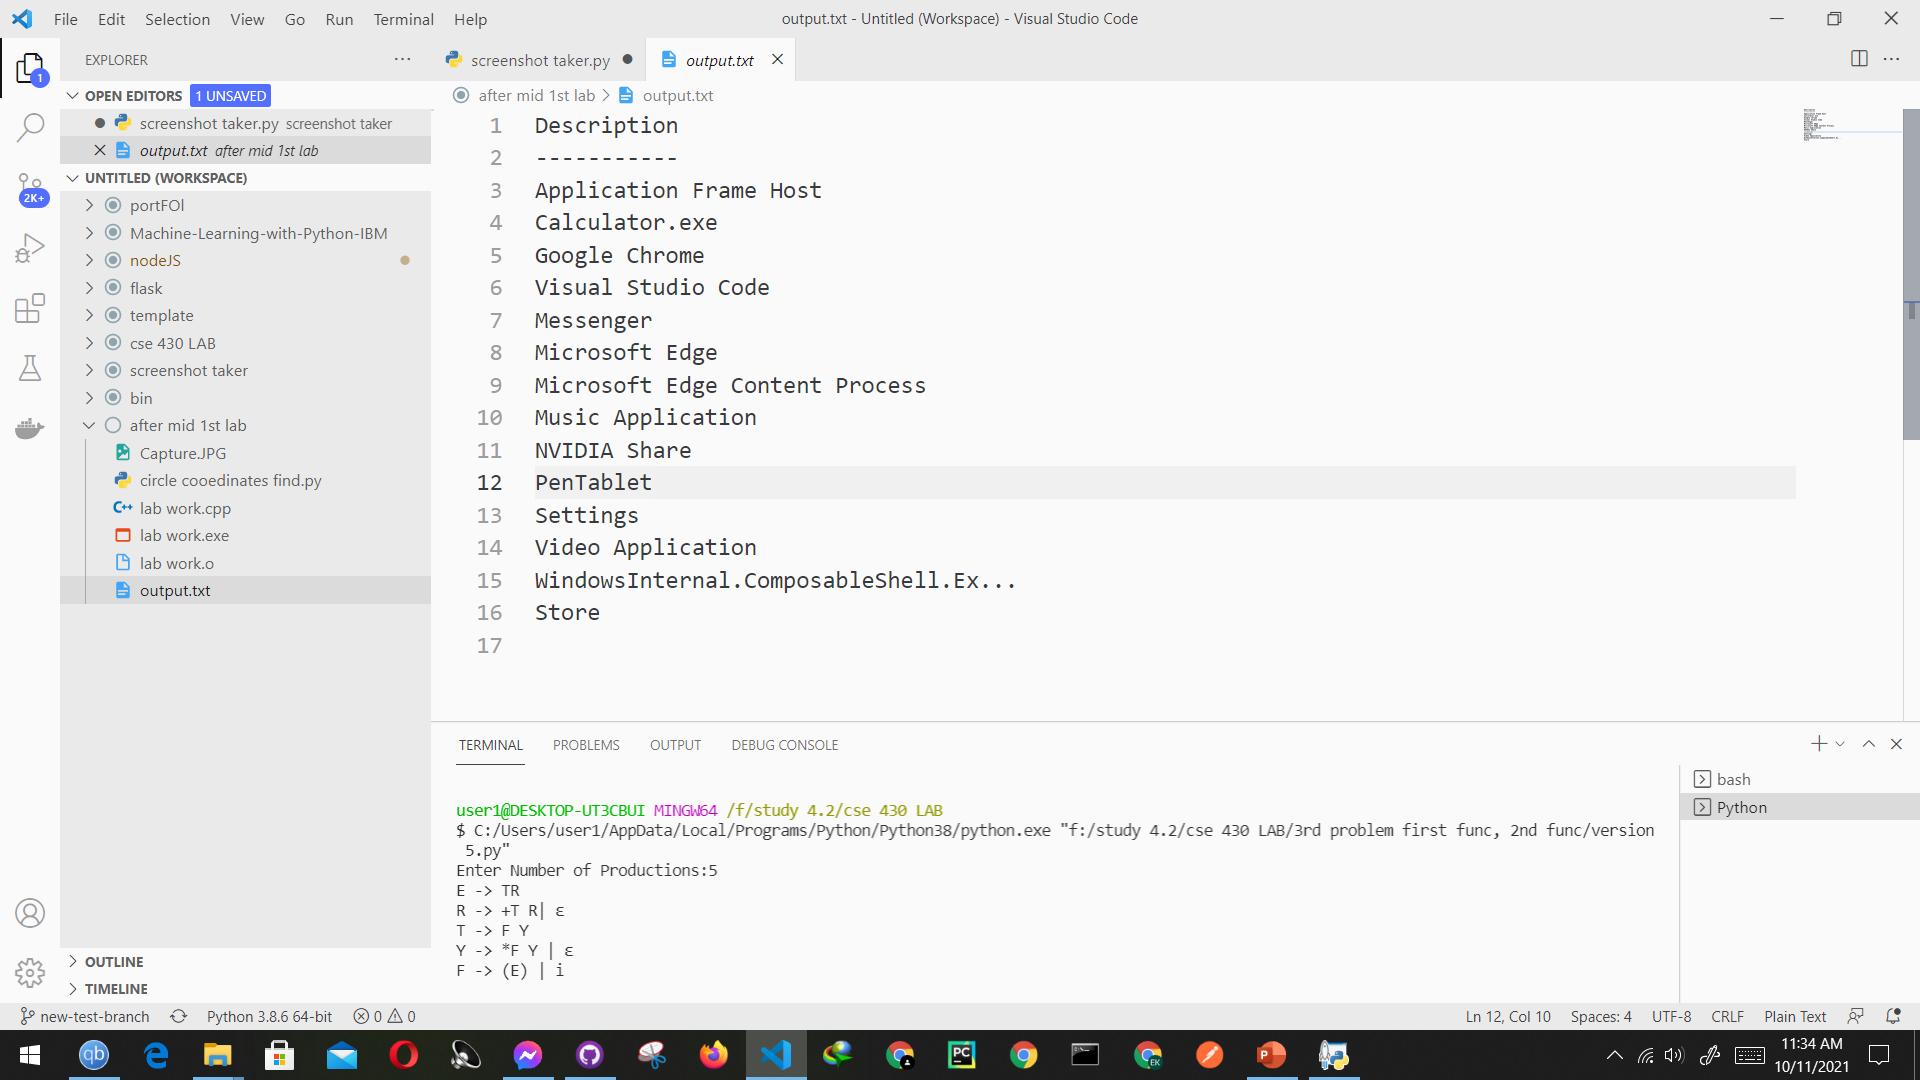 File Edit Selection View Go Run Terminal Help
output.txt - Untitled (Workspace) - Visual Studio Code
EXPLORER
OPEN EDITORS 1 UNSAVED
screenshot taker.py screenshot taker
output.txt after mid 1st lab
UNTITLED (WORKSPACE)
portFOl
Machine-Learning-with-Python-IBM
nodeJS
flask
template
cse 430 LAB
screenshot taker
bin
after mid 1st lab
Capture.JPG
circle cooedinates find.py
lab work.cpp
lab work.exe
lab work.o
output.txt
OUTLINE
TIMELINE
1
2K+
screenshot taker.py
output.txt
after mid 1st lab > output.txt
1 Description
2 -----------
3 Application Frame Host
4 Calculator.exe
5 Google Chrome
6 Visual Studio Code
7 Messenger
8 Microsoft Edge
9 Microsoft Edge Content Process
10 Music Application
11 NVIDIA Share
12 PenTablet
13 Settings
14 Video Application
15 WindowsInternal.ComposableShell.Ex...
16 Store
17
TERMINAL PROBLEMS OUTPUT DEBUG CONSOLE
user1@DESKTOP-UT3CBUI MINGW64 /f/study 4.2/cse 430 LAB
$ C:/Users/user1/AppData/Local/Programs/Python/Python38/python.exe "f:/study 4.2/cse 430 LAB/3rd problem first func, 2nd func/version
5.py"
Enter Number of Productions:5
E -> TR
R -> +T R| ε
T -> F Y
Y -> *F Y | ε
F -> (E) | i
bash
Python
new-test-branch Python 3.8.6 64-bit 0 0
Ln 12, Col 10 Spaces: 4 UTF-8 CRLF Plain Text
qb
PC
EK
P
11:34 AM
10/11/2021